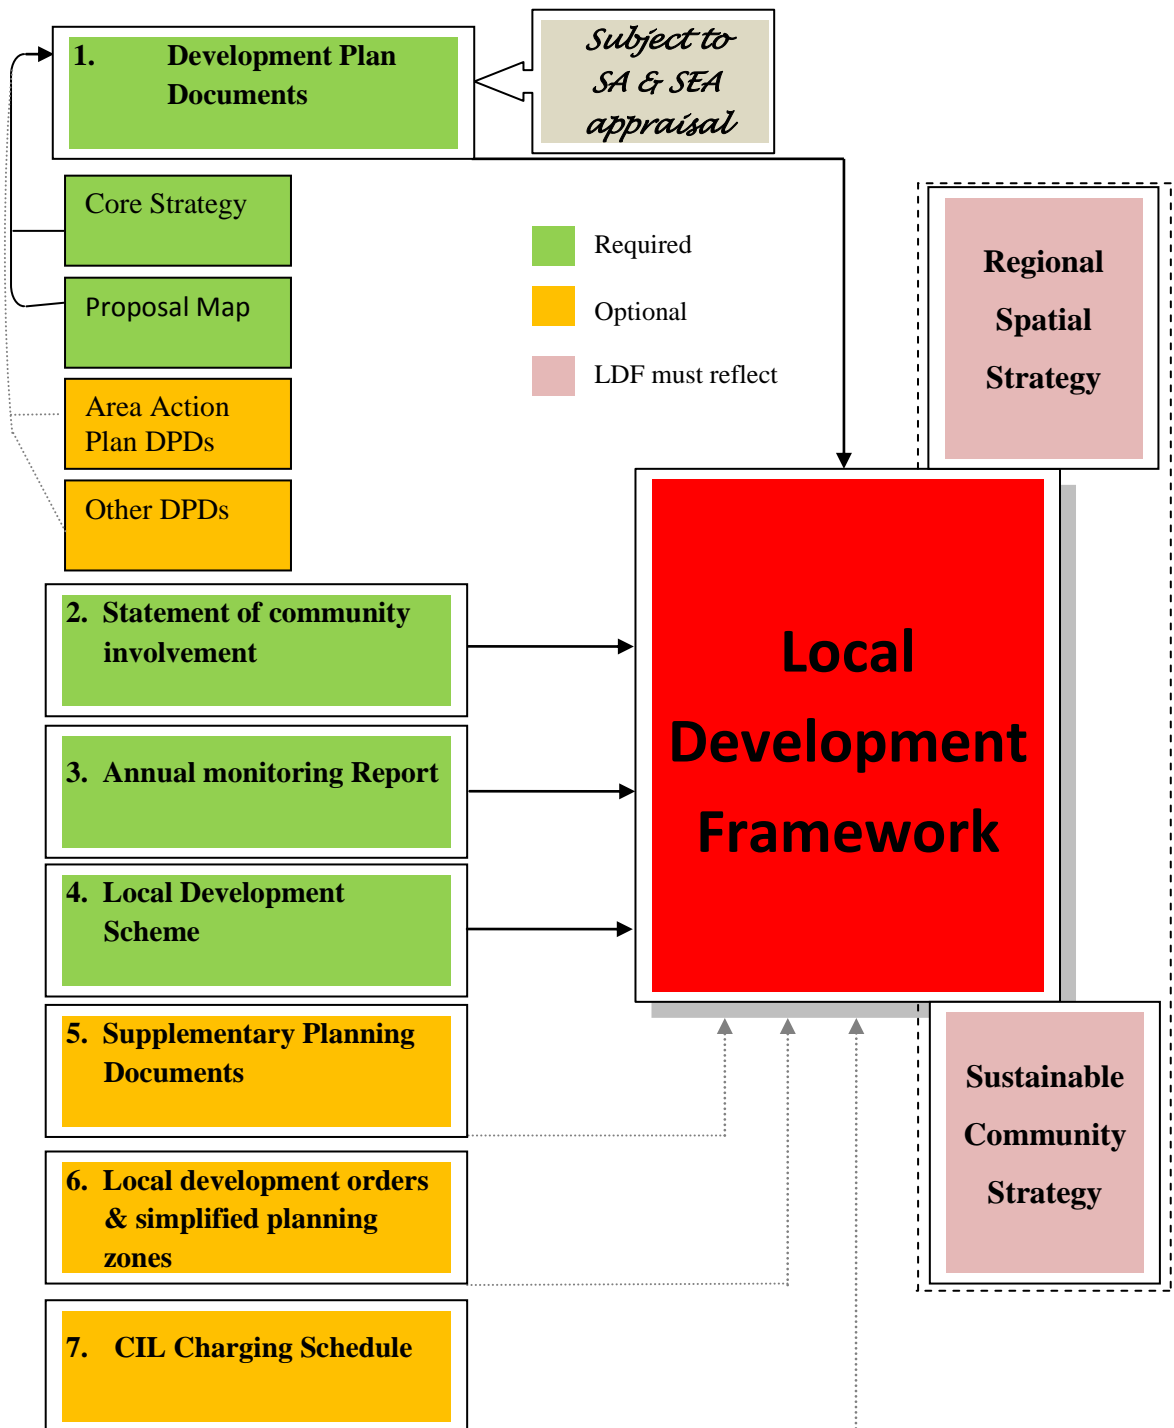 1. Development Plan
Documents
Subject to
SA & SEA
appraisal
Core Strategy
Proposal Map
Area Action
Plan DPDs
Other DPDs
Required
Optional
LDF must reflect
Regional
Spatial
Strategy
2. Statement of community
involvement
3. Annual monitoring Report
4. Local Development
Scheme
5. Supplementary Planning
Documents
6. Local development orders
& simplified planning
zones
7. CIL Charging Schedule
Local
Development
Framework
Sustainable
Community
Strategy